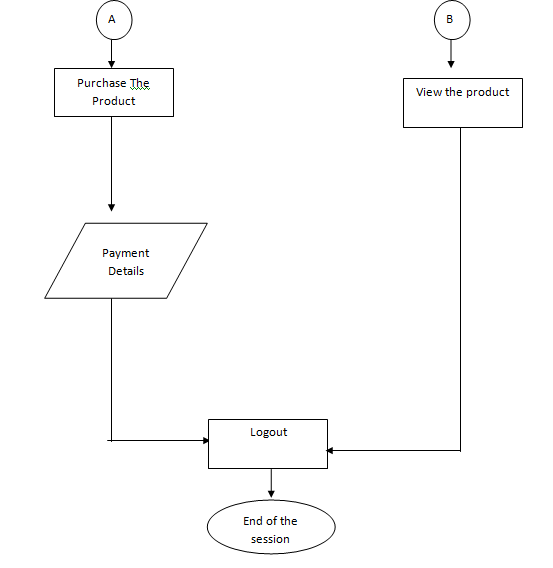 A
B
Purchase The
Product
View the product
Payment
Details
Logout
End of the
session